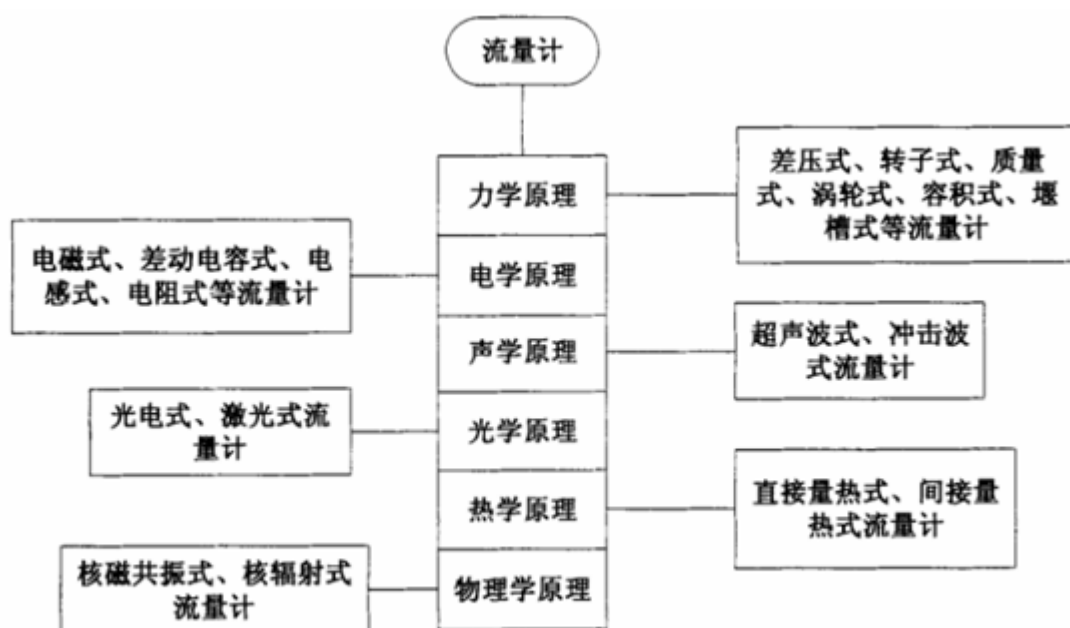 流量计
力学原理
差压式、转子式、质量
式、涡轮式、容积式、堰
槽式等流量计
电磁式、差动电容式、电
感式、电阻式等流量计
电学原理
声学原理
超声波式、冲击波
式流量计
光电式、激光式流
量计
光学原理
热学原理
直接量热式、间接量
热式流量计
核磁共振式、核辐射式
流量计
物理学原理